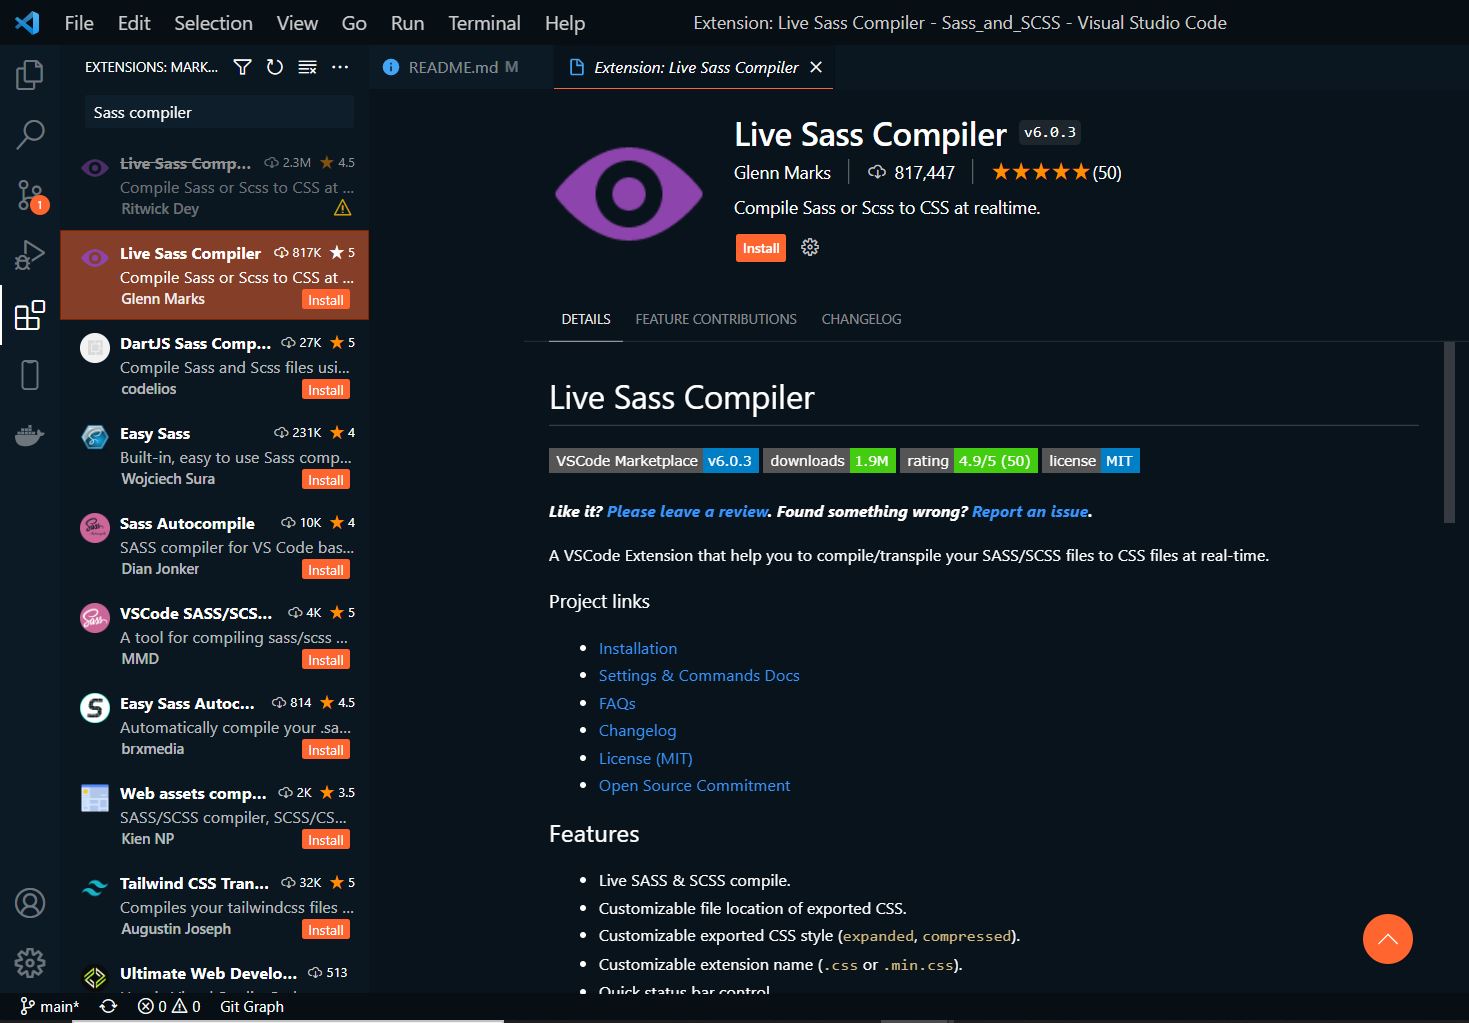 File Edit Selection View Go Run Terminal Help Extension: Live Sass Compiler - Sass_and_SCSS - Visual Studio Code
EXTENSIONS: MARK...
README.md M
Extension: Live Sass Compiler
Sass compiler
Live Sass Comp... 2.3M 4.5
Compile Sass or Scss to CSS at ...
Ritwick Dey
1
Live Sass Compiler 817K 5
Compile Sass or Scss to CSS at ...
Glenn Marks Install
DartJS Sass Comp... 27K 5
Compile Sass and Scss files usi...
codelios Install
Easy Sass 231K 4
Built-in, easy to use Sass comp...
Wojciech Sura Install
Sass Autocompile 10K 4
SASS compiler for VS Code bas...
Dian Jonker Install
VSCode SASS/SCS... 4K 5
A tool for compiling sass/scss ...
MMD Install
Easy Sass Autoc... 814 4.5
Automatically compile your .sa...
brxmedia Install
Web assets comp... 2K 3.5
SASS/SCSS compiler, SCSS/CS...
Kien NP Install
Tailwind CSS Tran... 32K 5
Compiles your tailwindcss files ...
Augustin Joseph Install
Ultimate Web Develo... 513
Live Sass Compiler v6.0.3
Glenn Marks 817,447 (50)
Compile Sass or Scss to CSS at realtime.
Install
DETAILS FEATURE CONTRIBUTIONS CHANGELOG
Live Sass Compiler
VSCode Marketplace v6.0.3 downloads 1.9M rating 4.9/5 (50) license MIT
Like it? Please leave a review. Found something wrong? Report an issue.
A VSCode Extension that help you to compile/transpile your SASS/SCSS files to CSS files at real-time.
Project links
Installation
Settings & Commands Docs
FAQs
Changelog
License (MIT)
Open Source Commitment
Features
Live SASS & SCSS compile.
Customizable file location of exported CSS.
Customizable exported CSS style (expanded, compressed).
Customizable extension name (.css or .min.css).
Quick status bar control
main* 0 0 Git Graph